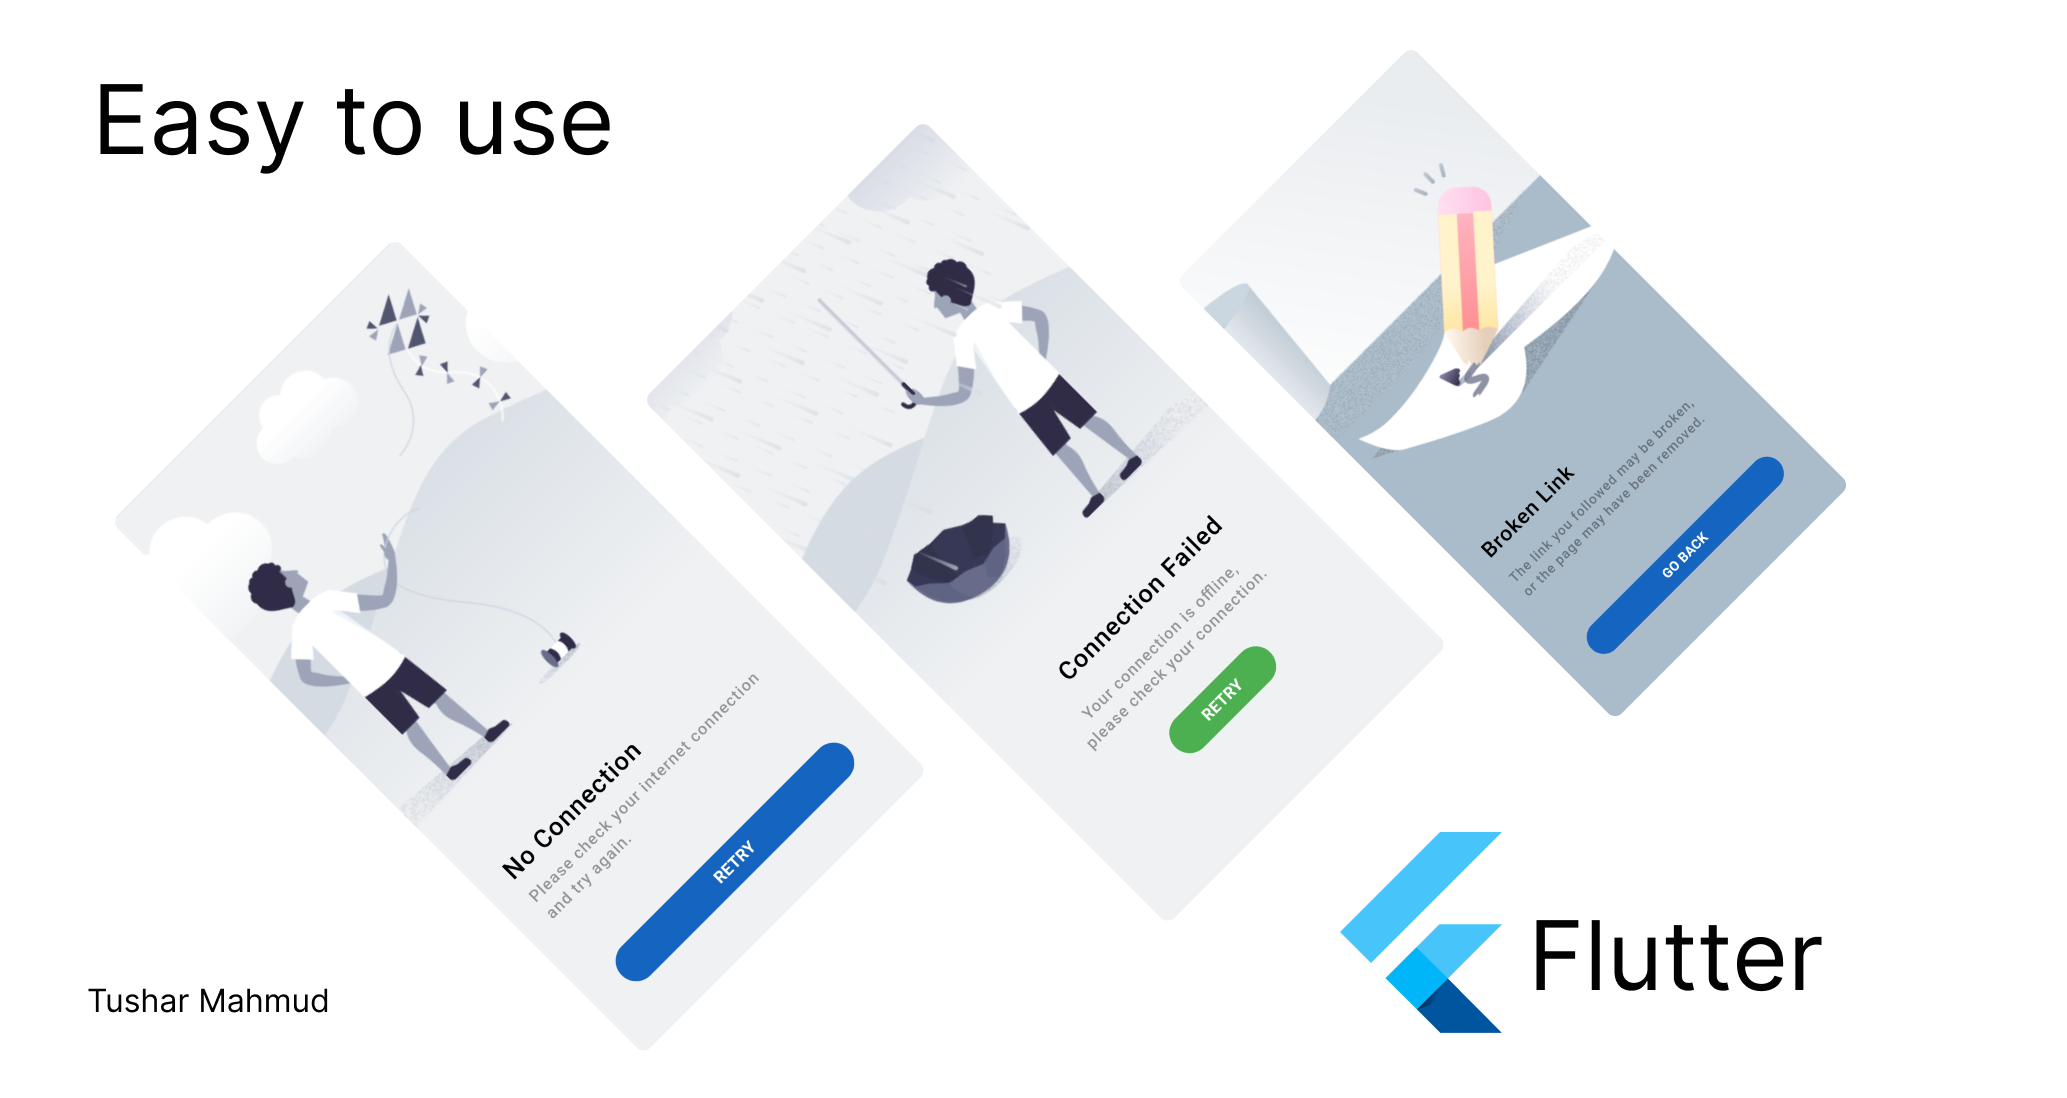 Easy to use
No Connection
Please check your internet connection
and try again.
RETRY
Connection Failed
Your connection is offline,
please check your connection.
RETRY
Broken Link
The link you followed may be broken,
or the page may have been removed.
GO BACK
Tushar Mahmud
Flutter